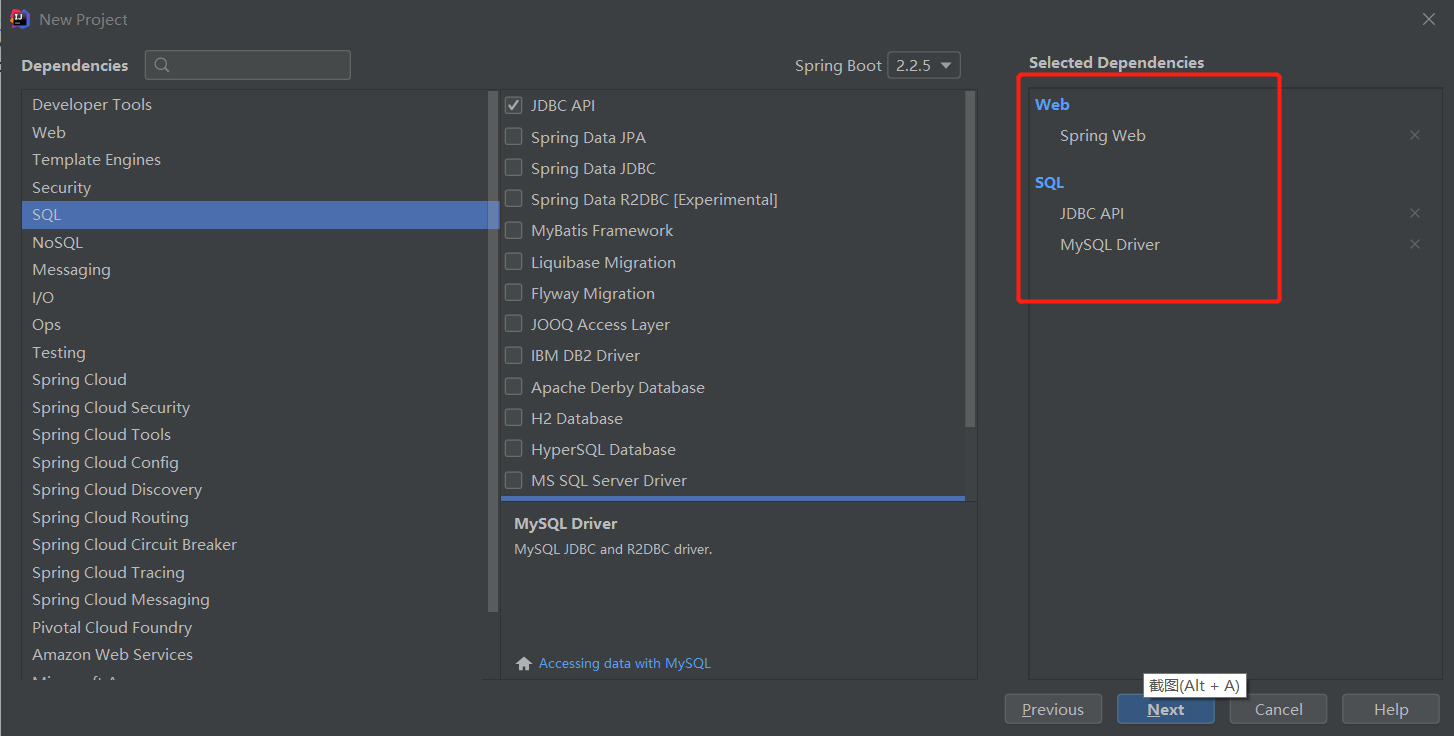 New Project
Dependencies
Spring Boot 2.2.5
Selected Dependencies
Developer Tools
Web
Template Engines
Security
SQL
NoSQL
Messaging
I/O
Ops
Testing
Spring Cloud
Spring Cloud Security
Spring Cloud Tools
Spring Cloud Config
Spring Cloud Discovery
Spring Cloud Routing
Spring Cloud Circuit Breaker
Spring Cloud Tracing
Spring Cloud Messaging
Pivotal Cloud Foundry
Amazon Web Services
JDBC API
Spring Data JPA
Spring Data JDBC
Spring Data R2DBC [Experimental]
MyBatis Framework
Liquibase Migration
Flyway Migration
JOOQ Access Layer
IBM DB2 Driver
Apache Derby Database
H2 Database
HyperSQL Database
MS SQL Server Driver
MySQL Driver
MySQL JDBC and R2DBC driver.
Accessing data with MySQL
Web
Spring Web
SQL
JDBC API
MySQL Driver
截图(Alt + A)
Previous
Next
Cancel
Help